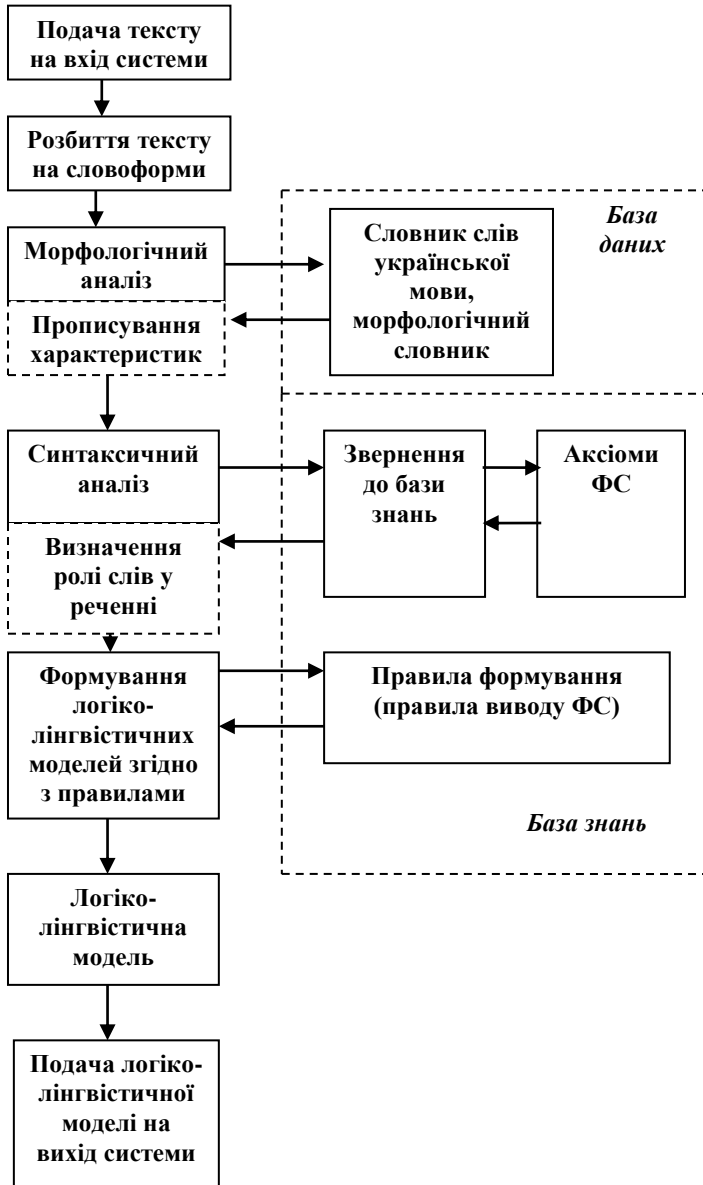 Подача тексту
на вхід системи
Розбиття тексту
на словоформи
Морфологічний
аналіз
Прописування
характеристик
Словник слів
української
мови,
морфологічний
словник
База
даних
Синтаксичний
аналіз
Визначення
ролі слів у
реченні
Звернення
до бази
знань
Аксіоми
ФС
Формування
логіко-
лінгвістичних
моделей згідно
з правилами
Правила формування
(правила виводу ФС)
База знань
Логіко-
лінгвістична
модель
Подача логіко-
лінгвістичної
моделі на
вихід системи